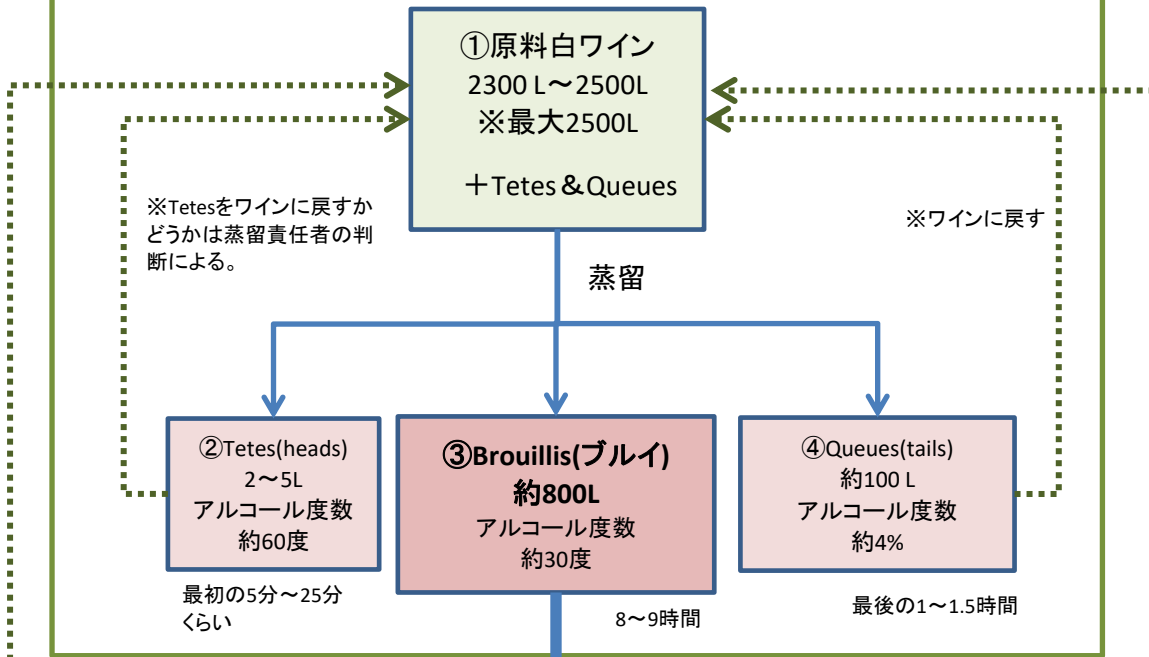 ①原料白ワイン
2300 L～2500L
※最大2500L
＋Tetes＆Queues
※Tetesをワインに戻すか
どうかは蒸留責任者の判
断による。
※ワインに戻す
蒸留
②Tetes(heads)
2～5L
アルコール度数
約60度
③Brouillis(ブルイ)
約800L
アルコール度数
約30度
④Queues(tails)
約100 L
アルコール度数
約4%
最初の5分～25分
くらい
8～9時間
最後の1～1.5時間